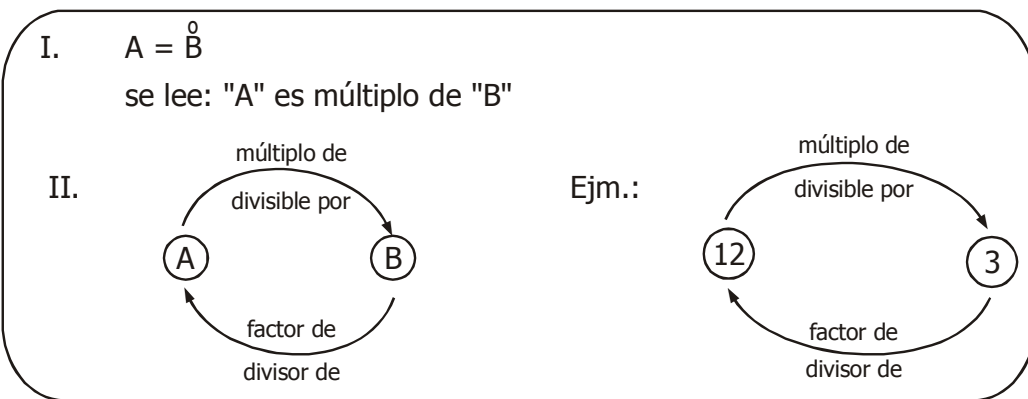 I. A = B̊
se lee: "A" es múltiplo de "B"
II.
múltiplo de
divisible por
A B
factor de
divisor de
Ejm.:
múltiplo de
divisible por
12 3
factor de
divisor de